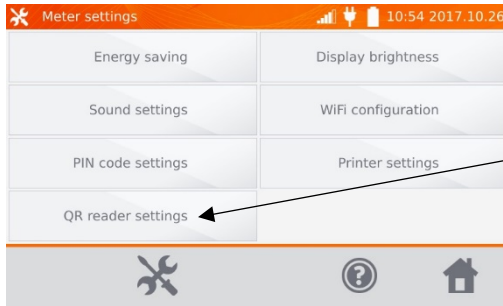 Meter settings 10:54 2017.10.26
Energy saving Display brightness
Sound settings WiFi configuration
PIN code settings Printer settings
QR reader settings
?